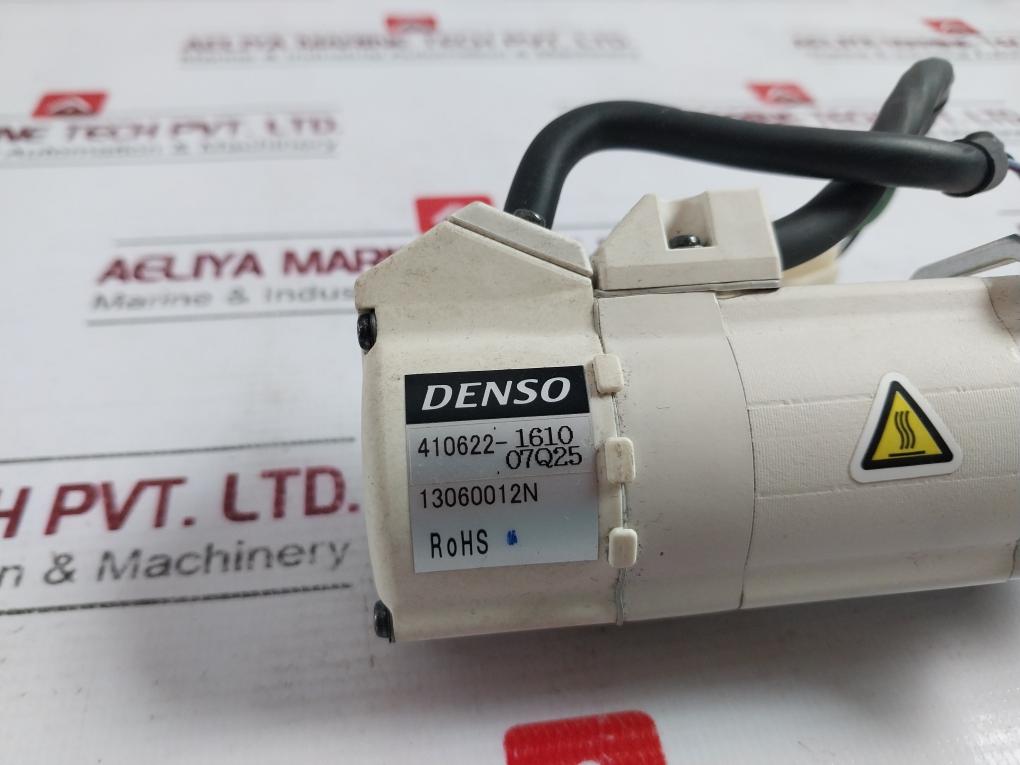 AELIYA MARINE TECH PVT. LTD.
NE TECH PVT. LTD.
Automation & Machinery
AELIYA MARIN
Marine & Indus
DENSO
410622-1610
07Q25
13060012N
RoHS
H PVT. LTD.
n & Machinery